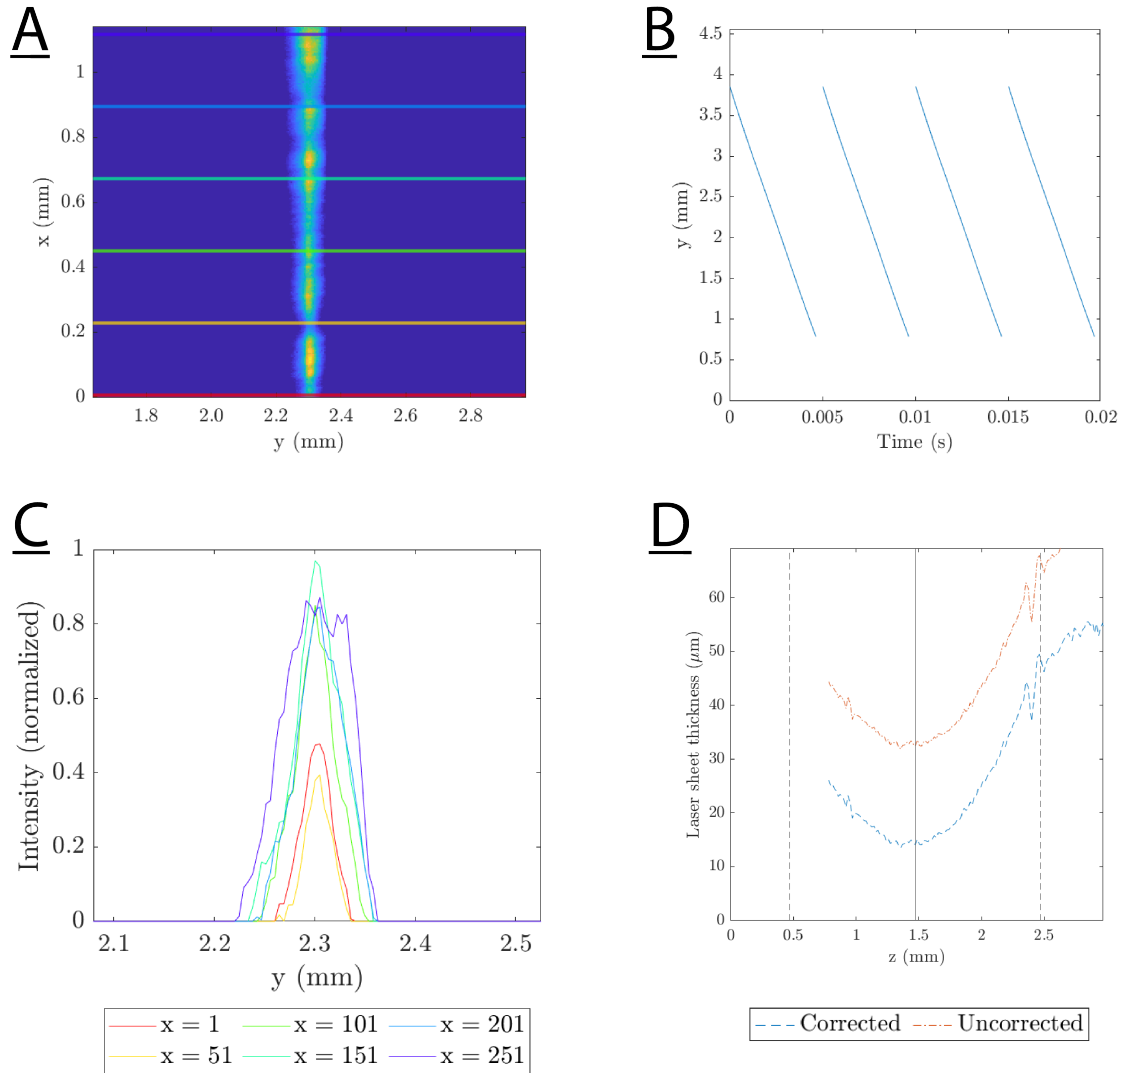 A
x (mm)
1
0.8
0.6
0.4
0.2
0
1.8
2.0
2.2
2.4
2.6
2.8
y (mm)
B
y (mm)
4.5
4
3.5
3
2.5
2
1.5
1
0.5
0
0
0.005
0.01
0.015
0.02
Time (s)
C
Intensity (normalized)
1
0.8
0.6
0.4
0.2
0
2.1
2.2
2.3
2.4
2.5
y (mm)
x = 1
x = 101
x = 201
x = 51
x = 151
x = 251
D
Laser sheet thickness (μm)
60
50
40
30
20
10
0
0
0.5
1
1.5
2
2.5
z (mm)
Corrected
Uncorrected